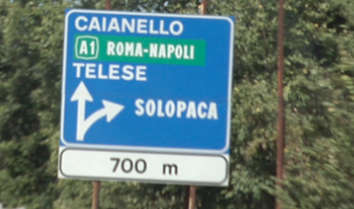 CAIANELLO
A1 ROMA-NAPOLI
TELESE
SOLOPACA
700 m